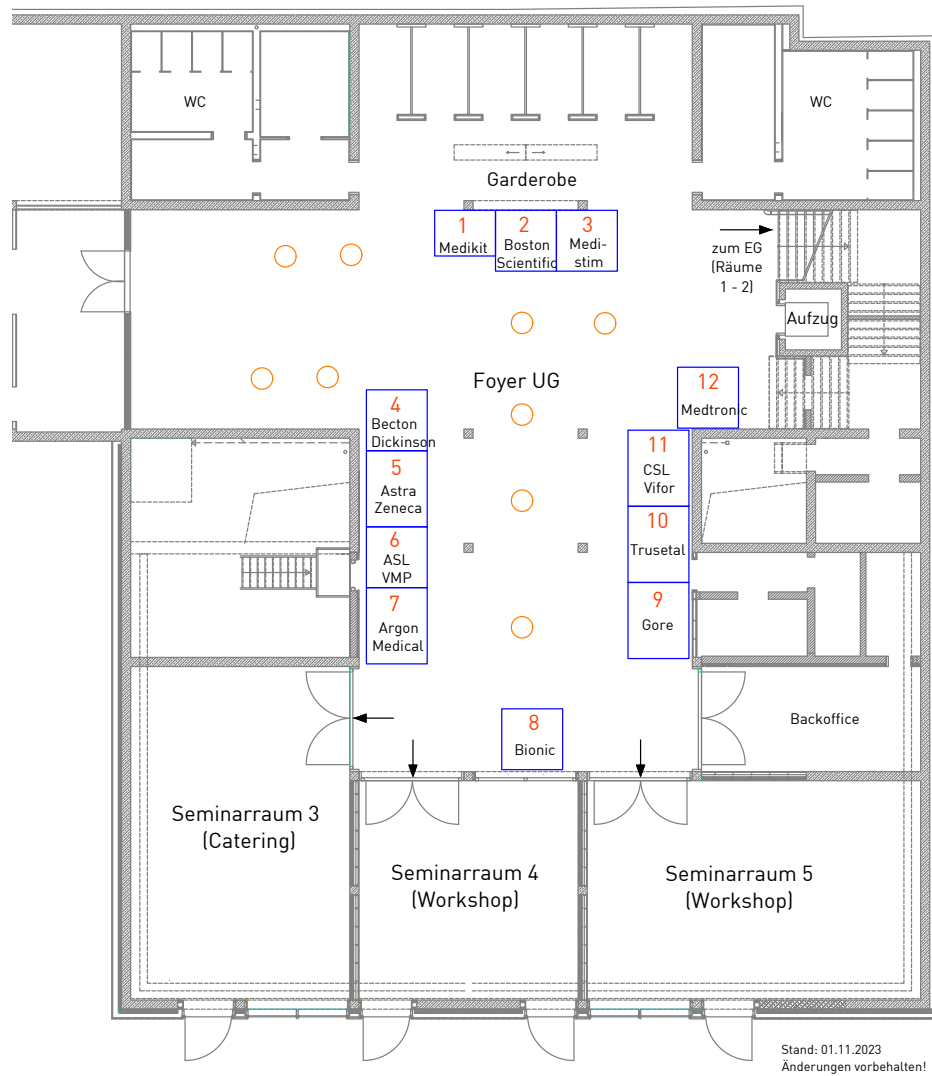 WC
WC
Garderobe
1
Medikit
2
Boston
Scientific
3
Medi-
stim
zum EG
(Räume
1 - 2)
Aufzug
Foyer UG
4
Becton
Dickinson
5
Astra
Zeneca
6
ASL
VMP
7
Argon
Medical
12
Medtronic
11
CSL
Vifor
10
Trusetal
9
Gore
8
Bionic
Backoffice
Seminarraum 3
(Catering)
Seminarraum 4
(Workshop)
Seminarraum 5
(Workshop)
Stand: 01.11.2023
Änderungen vorbehalten!